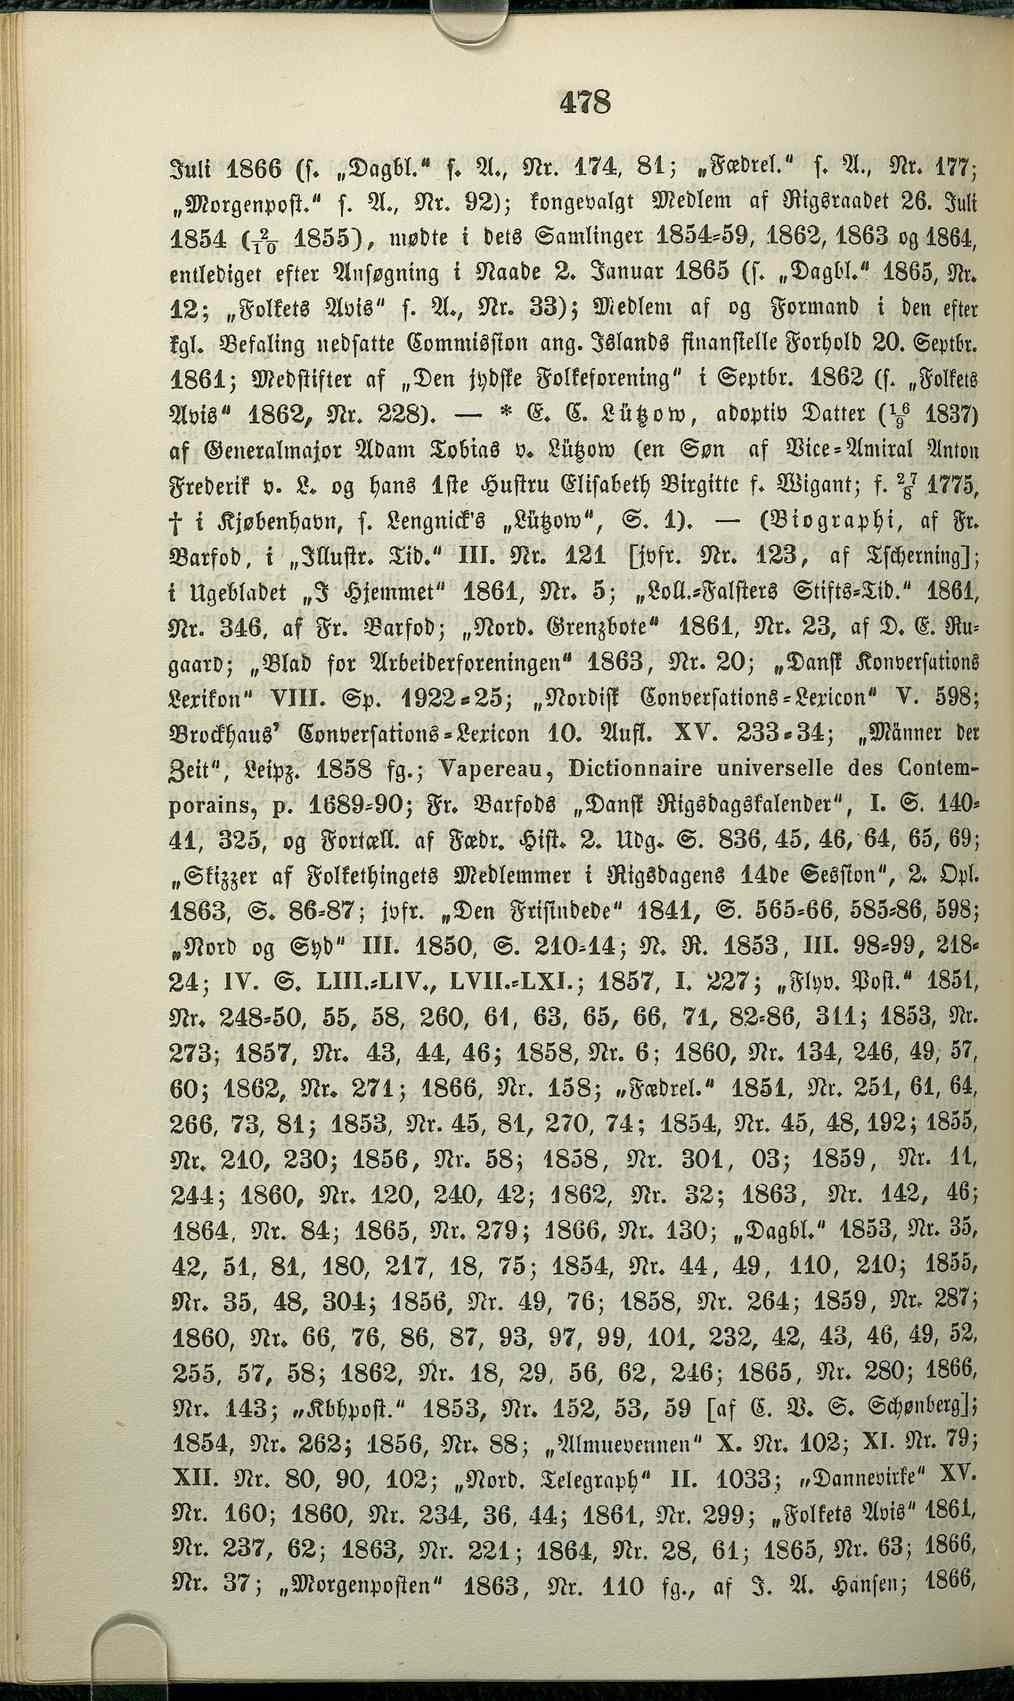 478
Juli 1866 (s. „Dagbl.“ s. A., Nr. 174, 81; „Fædrel.“ s. A., Nr. 177;
„Morgenpost.“ s. A., Nr. 92); kongevalgt Medlem af Rigsraadet 26. Juli
1854 (2/10 1855), mødte i dets Samlinger 1854-59, 1862, 1863 og 1864,
entlediget efter Ansøgning i Naade 2. Januar 1865 (s. „Dagbl.“ 1865, Nr.
12; „Folkets Avis“ s. A., Nr. 33); Medlem af og Formand i den efter
kgl. Befaling nedsatte Commission ang. Islands finansielle Forhold 20. Septbr.
1861; Medstifter af „Den jydske Folkeforening“ i Septbr. 1862 (s. „Folkets
Avis“ 1862, Nr. 228). — * E. C. Lützow, adoptiv Datter (16/9 1837)
af Generalmajor Adam Tobias v. Lützow (en Søn af Vice-Amiral Anton
Frederik v. L. og hans 1ste Hustru Elisabeth Birgitte f. Wigant; f. 27/8 1775,
† i Kjøbenhavn, s. Lengnick's „Lützow“, S. 1). — (Biographi, af Fr.
Barfod, i „Illustr. Tid.“ III. Nr. 121 [jvfr. Nr. 123, af Tscherning];
i Ugebladet „I Hjemmet“ 1861, Nr. 5; „Loll.-Falsters Stifts-Tid.“ 1861,
Nr. 346, af Fr. Barfod; „Nord. Grenzbote“ 1861, Nr. 23, af D. E. Ru-
gaard; „Blad for Arbeiderforeningen“ 1863, Nr. 20; „Dansk Konversations
Lexikon“ VIII. Sp. 1922-25; „Nordisk Conversations-Lexicon“ V. 598;
Brockhaus' Conversations-Lexicon 10. Aufl. XV. 233-34; „Männer der
Zeit“, Leipz. 1858 fg.; Vapereau, Dictionnaire universelle des Contem-
porains, p. 1689-90; Fr. Barfods „Dansk Rigsdagskalender“, I. S. 140-
41, 325, og Fortæll. af Fædr. Hist. 2. Udg. S. 836, 45, 46, 64, 65, 69;
„Skizzer af Folkethingets Medlemmer i Rigsdagens 14de Session“, 2. Opl.
1863, S. 86-87; jvfr. „Den Frisindede“ 1841, S. 565-66, 585-86, 598;
„Nord og Syd“ III. 1850, S. 210-14; N. R. 1853, III. 98-99, 218-
24; IV. S. LIII.-LIV., LVII.-LXI.; 1857, I. 227; „Flyv. Post.“ 1851,
Nr. 248-50, 55, 58, 260, 61, 63, 65, 66, 71, 82-86, 311; 1853, Nr.
273; 1857, Nr. 43, 44, 46; 1858, Nr. 6; 1860, Nr. 134, 246, 49, 57,
60; 1862, Nr. 271; 1866, Nr. 158; „Fædrel.“ 1851, Nr. 251, 61, 64,
266, 73, 81; 1853, Nr. 45, 81, 270, 74; 1854, Nr. 45, 48, 192; 1855,
Nr. 210, 230; 1856, Nr. 58; 1858, Nr. 301, 03; 1859, Nr. 11,
244; 1860, Nr. 120, 240, 42; 1862, Nr. 32; 1863, Nr. 142, 46;
1864, Nr. 84; 1865, Nr. 279; 1866, Nr. 130; „Dagbl.“ 1853, Nr. 35,
42, 51, 81, 180, 217, 18, 75; 1854, Nr. 44, 49, 110, 210; 1855,
Nr. 35, 48, 304; 1856, Nr. 49, 76; 1858, Nr. 264; 1859, Nr. 287;
1860, Nr. 66, 76, 86, 87, 93, 97, 99, 101, 232, 42, 43, 46, 49, 52,
255, 57, 58; 1862, Nr. 18, 29, 56, 62, 246; 1865, Nr. 280; 1866,
Nr. 143; „Kbhpost.“ 1853, Nr. 152, 53, 59 [af C. V. S. Schønberg];
1854, Nr. 262; 1856, Nr. 88; „Almuevennen“ X. Nr. 102; XI. Nr. 79;
XII. Nr. 80, 90, 102; „Nord. Telegraph“ II. 1033; „Dannevirke“ XV.
Nr. 160; 1860, Nr. 234, 36, 44; 1861, Nr. 299; „Folkets Avis“ 1861,
Nr. 237, 62; 1863, Nr. 221; 1864, Nr. 28, 61; 1865, Nr. 63; 1866,
Nr. 37; „Morgenposten“ 1863, Nr. 110 fg., af J. A. Hansen; 1866,